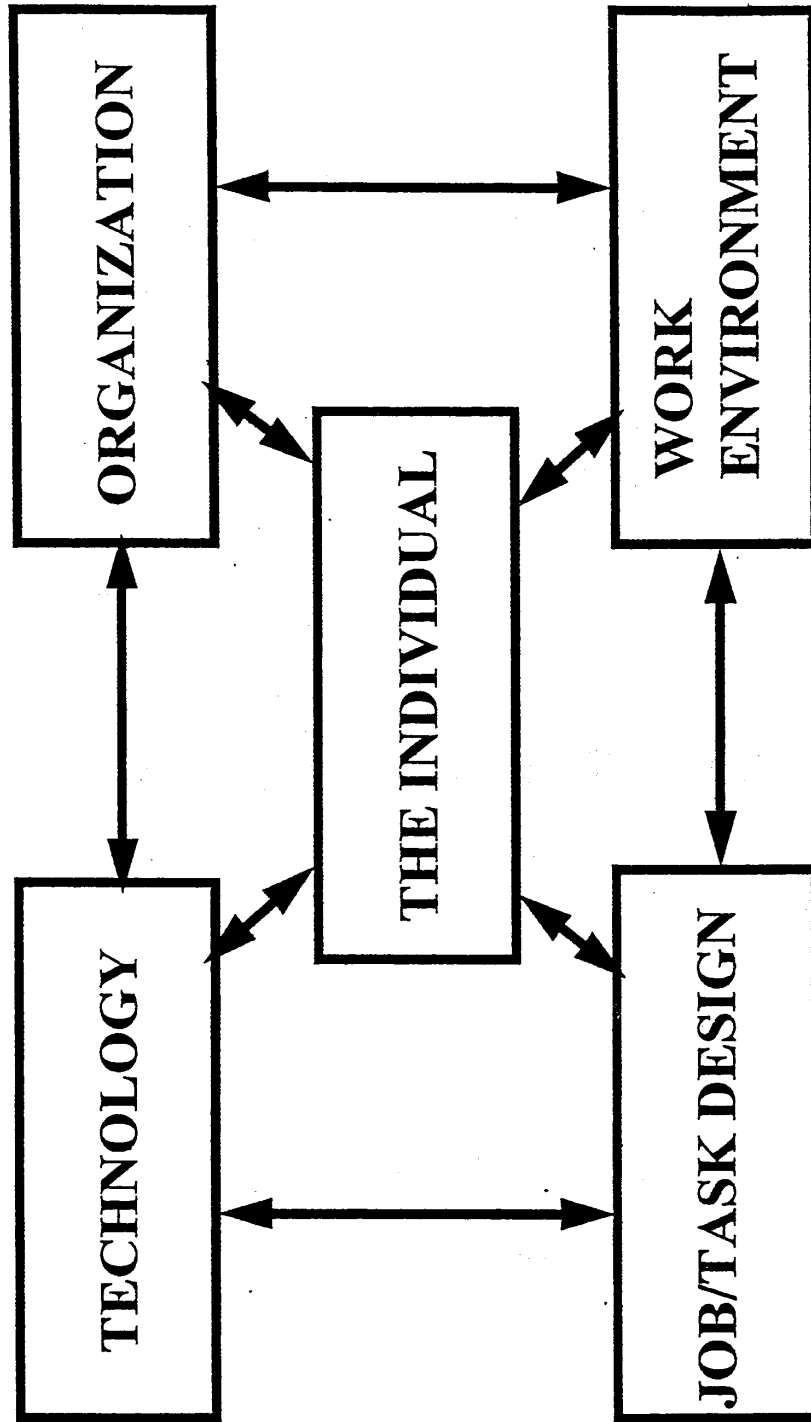 TECHNOLOGY
ORGANIZATION
THE INDIVIDUAL
JOB/TASK DESIGN
WORK
ENVIRONMENT